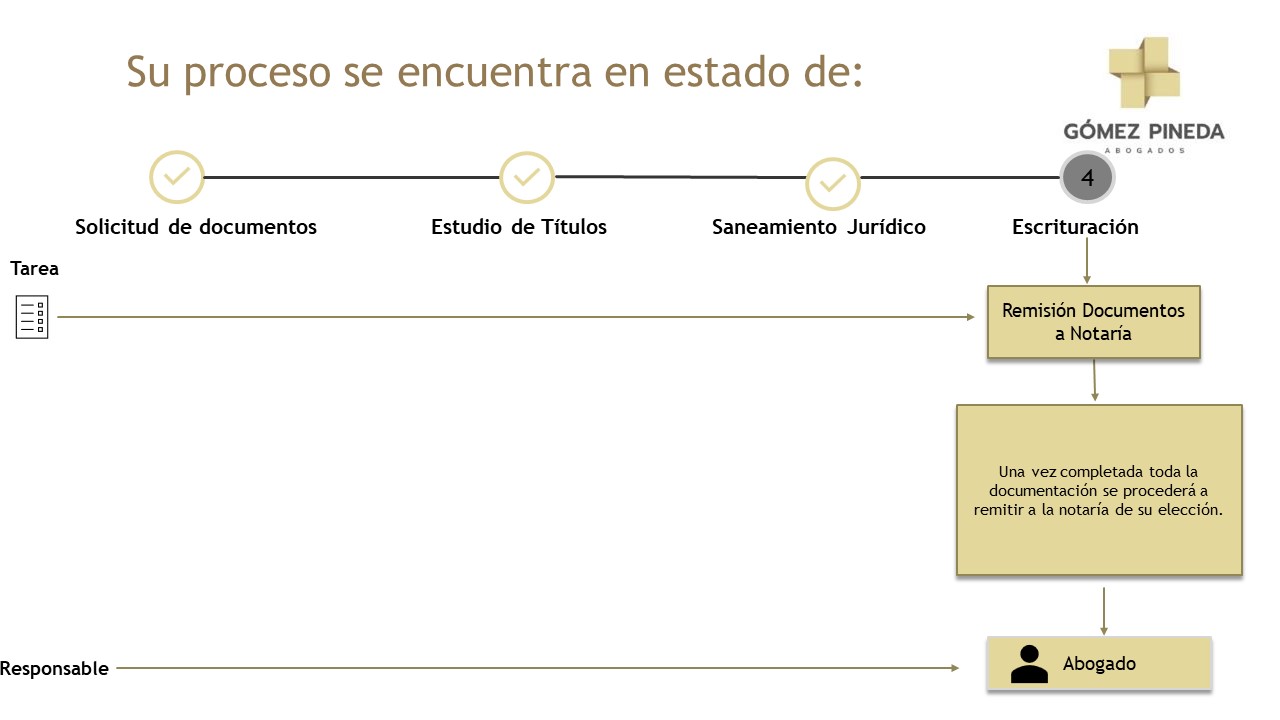 Su proceso se encuentra en estado de:
GÓMEZ PINEDA
ABOGADOS
4
Solicitud de documentos
Estudio de Títulos
Saneamiento Jurídico
Escrituración
Tarea
Remisión Documentos
a Notaría
Una vez completada toda la
documentación se procederá a
remitir a la notaría de su elección.
Responsable
Abogado